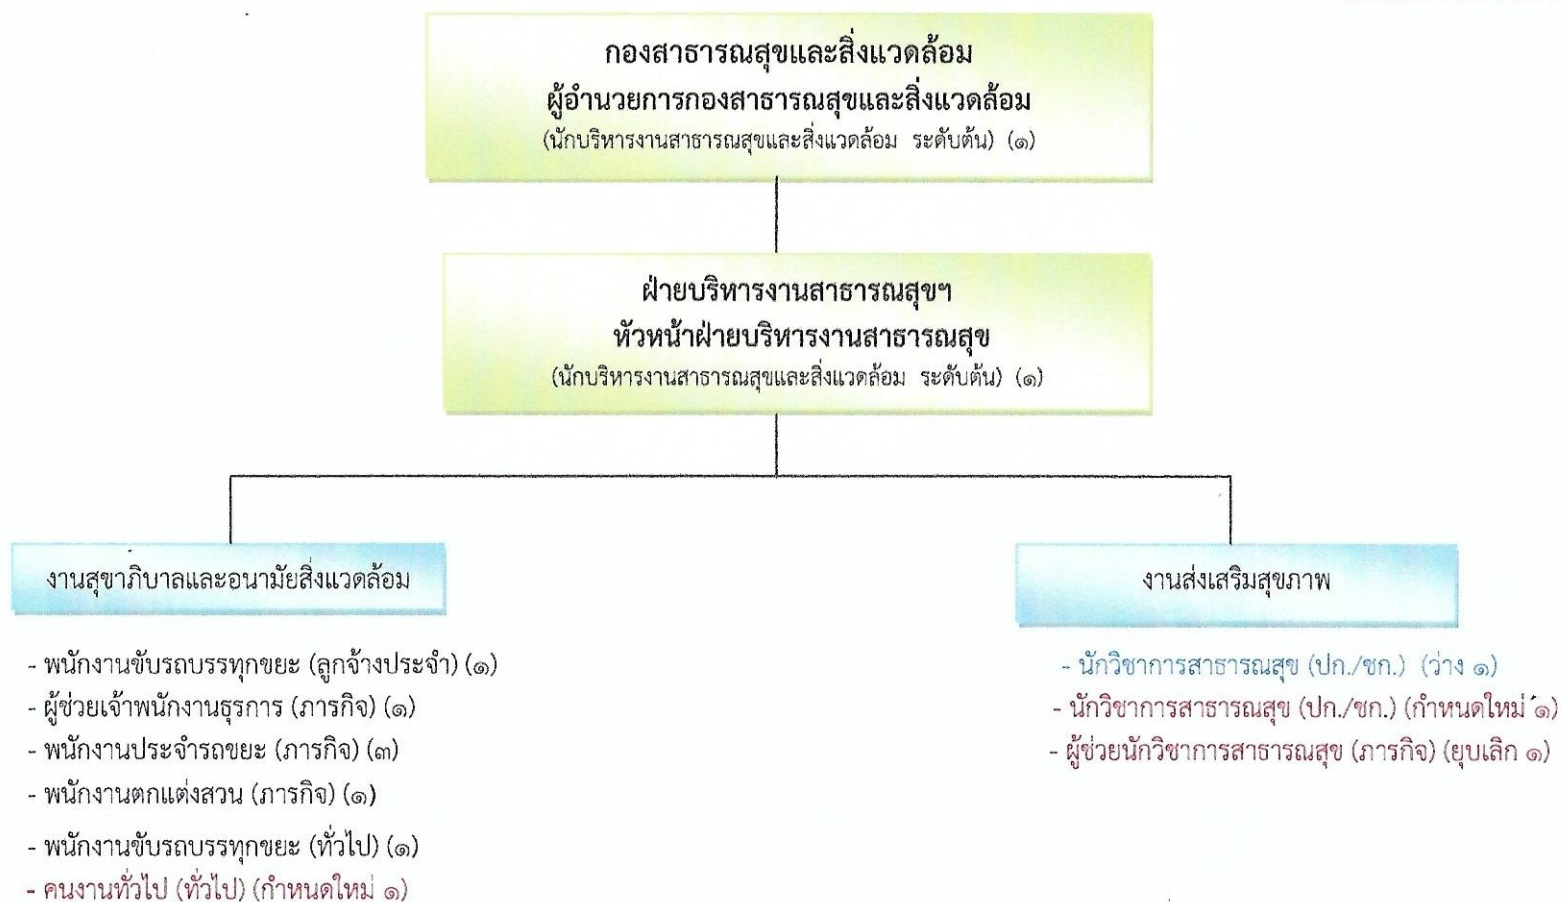 กองสาธารณสุขและสิ่งแวดล้อม
ผู้อำนวยการกองสาธารณสุขและสิ่งแวดล้อม
(นักบริหารงานสาธารณสุขและสิ่งแวดล้อม ระดับต้น) (๑)
ฝ่ายบริหารงานสาธารณสุขฯ
หัวหน้าฝ่ายบริหารงานสาธารณสุข
(นักบริหารงานสาธารณสุขและสิ่งแวดล้อม ระดับต้น) (๑)
งานสุขาภิบาลและอนามัยสิ่งแวดล้อม
- พนักงานขับรถบรรทุกขยะ (ลูกจ้างประจำ) (๑)
- ผู้ช่วยเจ้าพนักงานธุรการ (ภารกิจ) (๑)
- พนักงานประจำรถขยะ (ภารกิจ) (๓)
- พนักงานตกแต่งสวน (ภารกิจ) (๑)
- พนักงานขับรถบรรทุกขยะ (ทั่วไป) (๑)
- คนงานทั่วไป (ทั่วไป) (กำหนดใหม่ ๑)
งานส่งเสริมสุขภาพ
- นักวิชาการสาธารณสุข (ปก./ชก.) (ว่าง ๑)
- นักวิชาการสาธารณสุข (ปก./ชก.) (กำหนดใหม่ ๑)
- ผู้ช่วยนักวิชาการสาธารณสุข (ภารกิจ) (ยุบเลิก ๑)